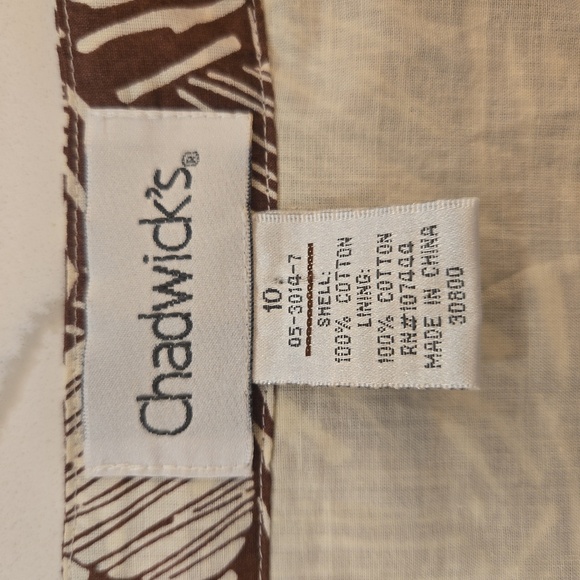 Chadwick's®
10
05-3014-7
SHELL:
100% COTTON
LINING:
100% COTTON
RN#107444
MADE IN CHINA
30800